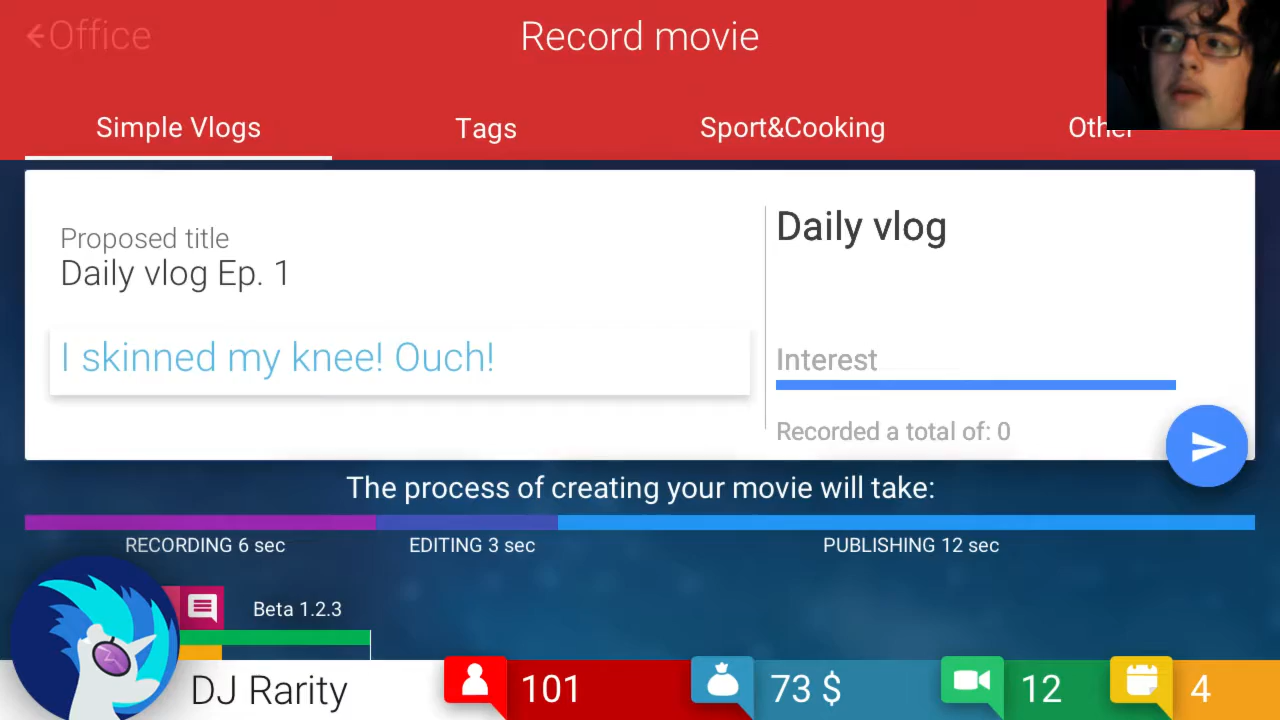 Office
Record movie
Simple Vlogs
Tags
Sport&Cooking
Other
Proposed title
Daily vlog Ep. 1
I skinned my knee! Ouch!
Daily vlog
Interest
Recorded a total of: 0
The process of creating your movie will take:
RECORDING 6 sec
EDITING 3 sec
PUBLISHING 12 sec
Beta 1.2.3
DJ Rarity
101
73 $
12
4